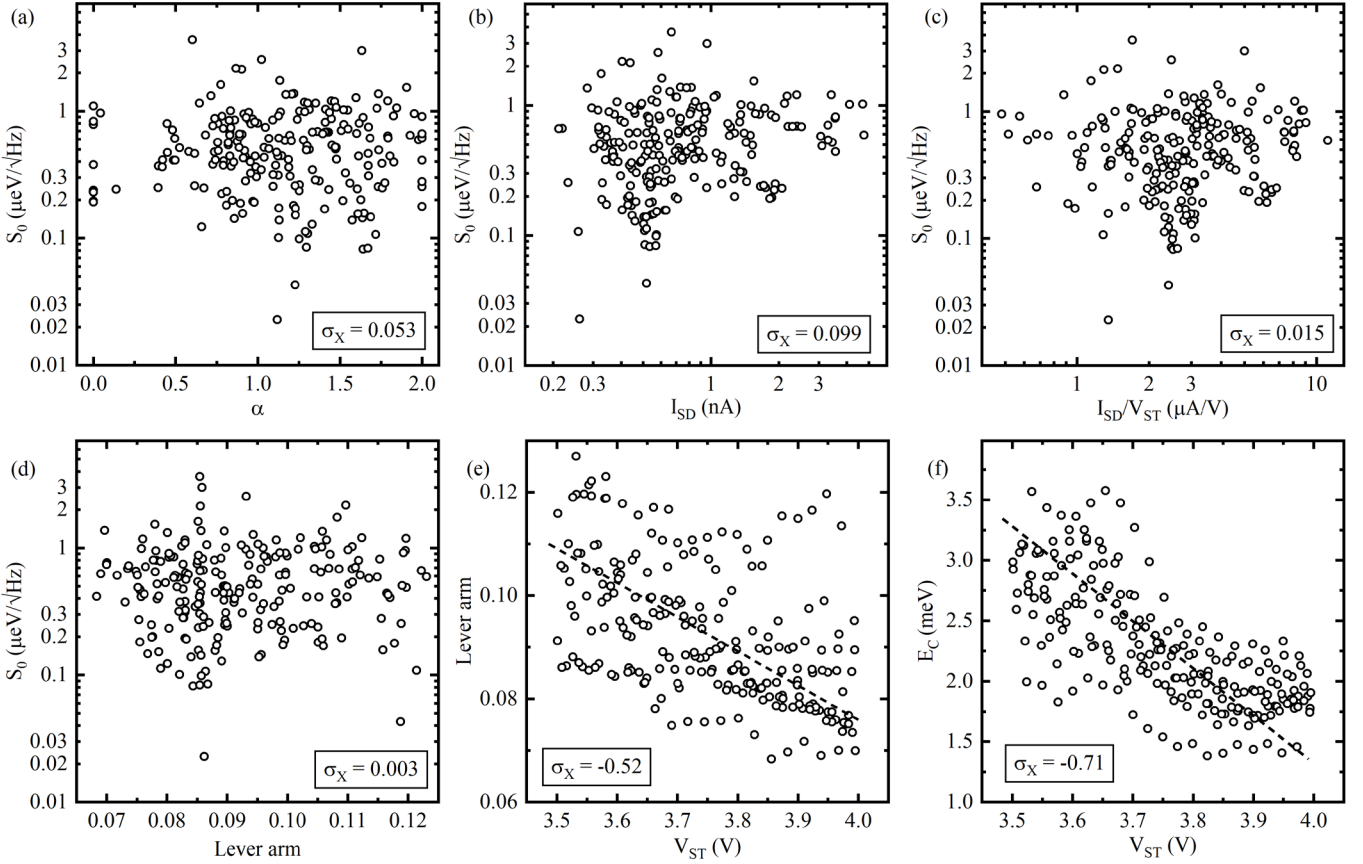 (a)
S₀ (μeV/√Hz)
3
2
1
0.3
0.2
0.1
0.03
0.02
0.01
σX = 0.053
0.0 0.5 1.0 1.5 2.0
α
(b)
S₀ (μeV/√Hz)
3
2
1
0.3
0.2
0.1
0.03
0.02
0.01
σX = 0.099
0.2 0.3 1 2 3
ISD (nA)
(c)
S₀ (μeV/√Hz)
3
2
1
0.3
0.2
0.1
0.03
0.02
0.01
σX = 0.015
1 2 3 10
ISD/VST (μA/V)
(d)
S₀ (μeV/√Hz)
3
2
1
0.3
0.2
0.1
0.03
0.02
0.01
σX = 0.003
0.07 0.08 0.09 0.10 0.11 0.12
Lever arm
(e)
Lever arm
0.12
0.10
0.08
0.06
σX = -0.52
3.5 3.6 3.7 3.8 3.9 4.0
VST (V)
(f)
EC (meV)
3.5
3.0
2.5
2.0
1.5
1.0
σX = -0.71
3.5 3.6 3.7 3.8 3.9 4.0
VST (V)